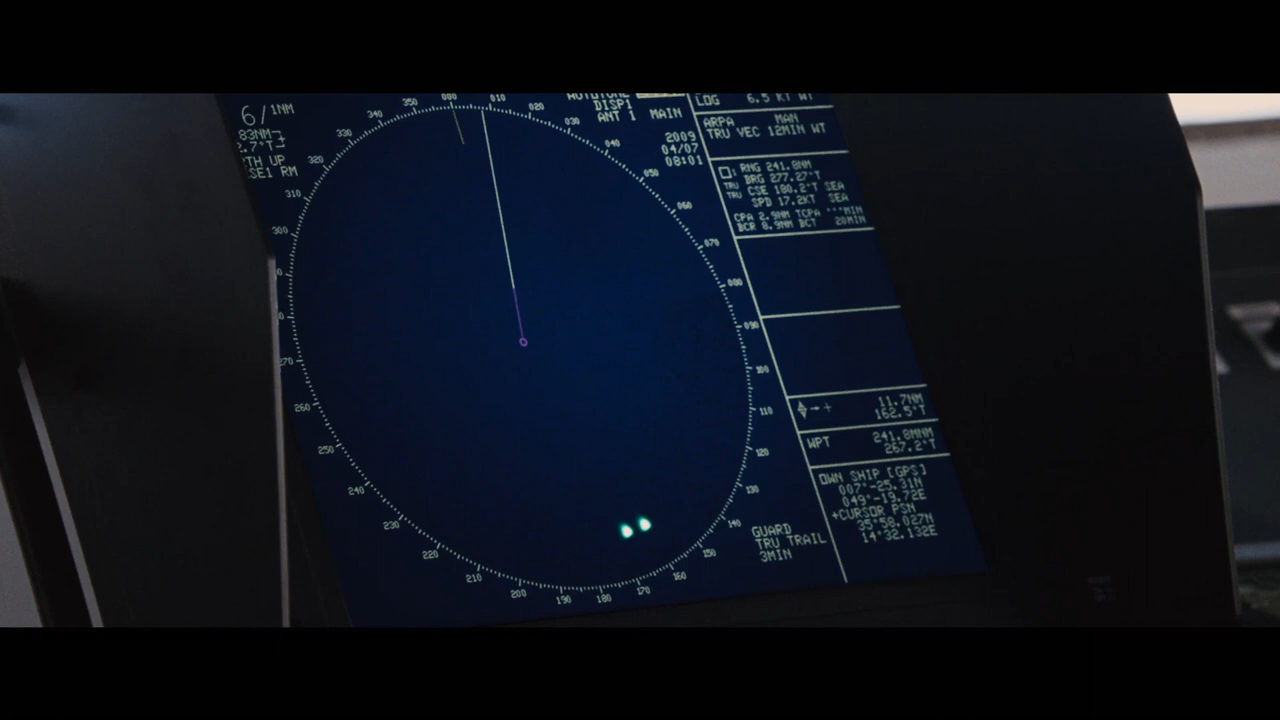 6/1NM
83NM
2.7°T
TH UP
SE1 RM
DISP1
ANT 1 MAIN
2009
04/07
08:01
LOG 6.5 KT WT
ARPA MAN
TRU VEC 12MIN WT
RNG 241.8NM
BRG 277.27°T
TRU CSE 180.2°T SEA
TRU SPD 17.2KT SEA
CPA 2.9NM TCPA ***MIN
BCR 8.9NM BCT 20MIN
11.7NM
162.5°T
WPT 241.8MNM
267.2°T
OWN SHIP [GPS]
007°-25.31N
049°-19.72E
+CURSOR PSN
35°58.027N
14°32.132E
GUARD
TRU TRAIL
3MIN
000
010
020
030
040
050
060
070
080
090
100
110
120
130
140
150
160
170
180
190
200
210
220
230
240
250
260
270
300
310
320
330
340
350